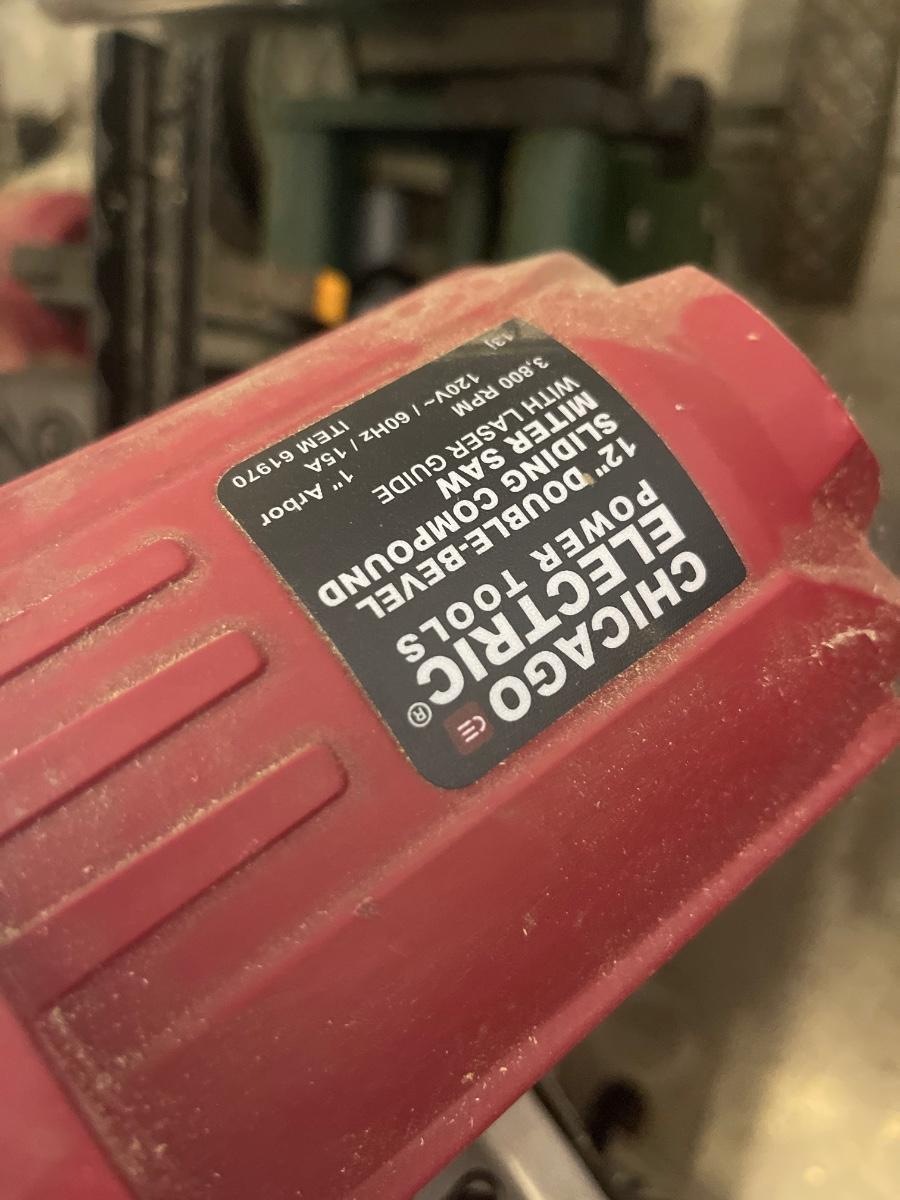 CHICAGO
ELECTRIC®
POWER TOOLS
12" DOUBLE-BEVEL
SLIDING COMPOUND
MITER SAW
WITH LASER GUIDE
3,800 RPM 1" Arbor
120V~ / 60Hz / 15A
ITEM 61970